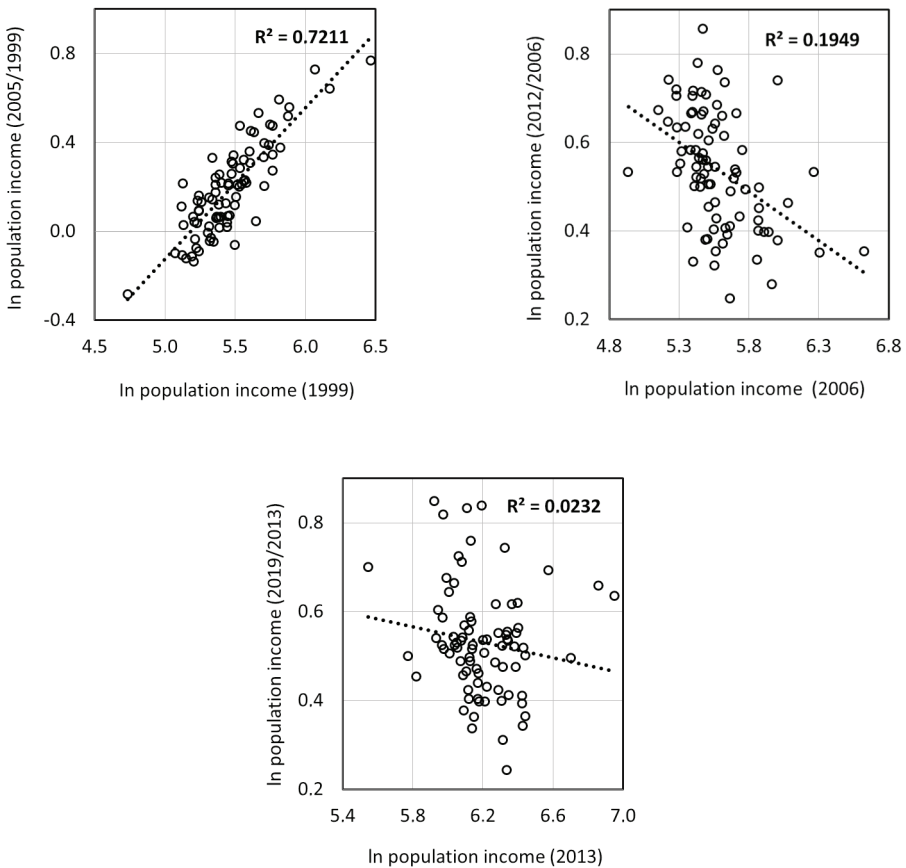 ln population income (2005/1999)
0.8
0.4
0.0
-0.4
R² = 0.7211
4.5 5.0 5.5 6.0 6.5
ln population income (1999)
ln population income (2012/2006)
0.8
0.6
0.4
0.2
R² = 0.1949
4.8 5.3 5.8 6.3 6.8
ln population income (2006)
ln population income (2019/2013)
0.8
0.6
0.4
0.2
R² = 0.0232
5.4 5.8 6.2 6.6 7.0
ln population income (2013)